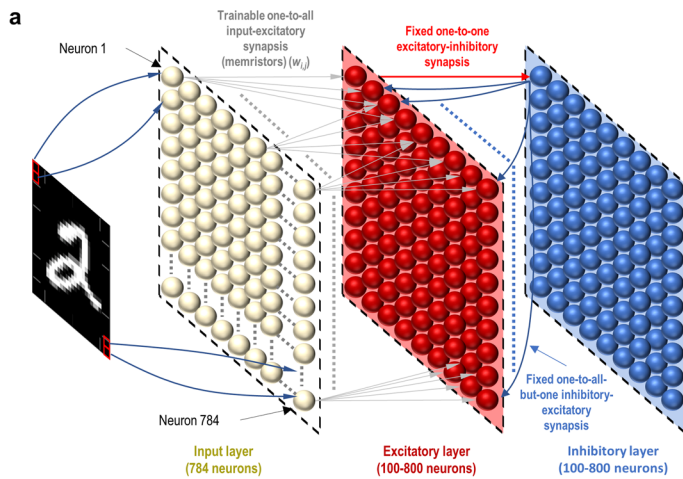 a
Neuron 1
Trainable one-to-all
input-excitatory
synapsis
(memristors) (wi,j)
Fixed one-to-one
excitatory-inhibitory
synapsis
Neuron 784
Fixed one-to-all-
but-one inhibitory-
excitatory
synapsis
Input layer
(784 neurons)
Excitatory layer
(100-800 neurons)
Inhibitory layer
(100-800 neurons)